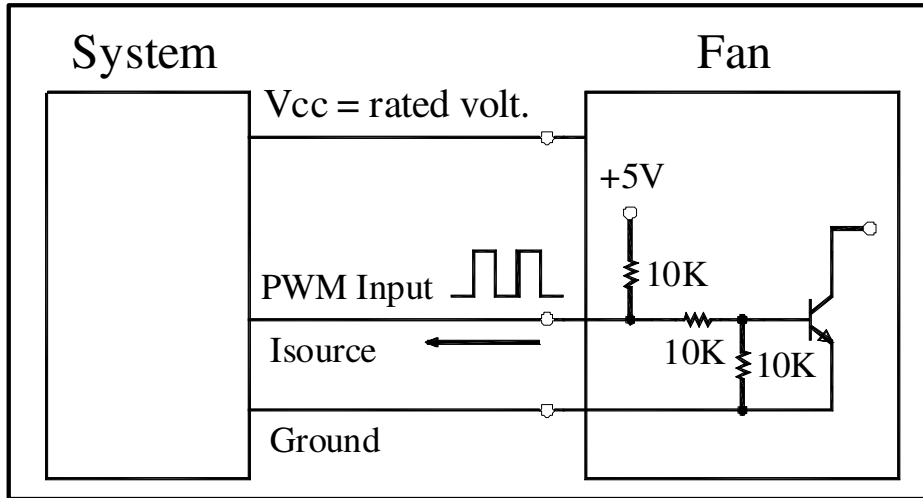 System
Fan
Vcc = rated volt.
+5V
10K
PWM Input
Isource
10K
10K
Ground